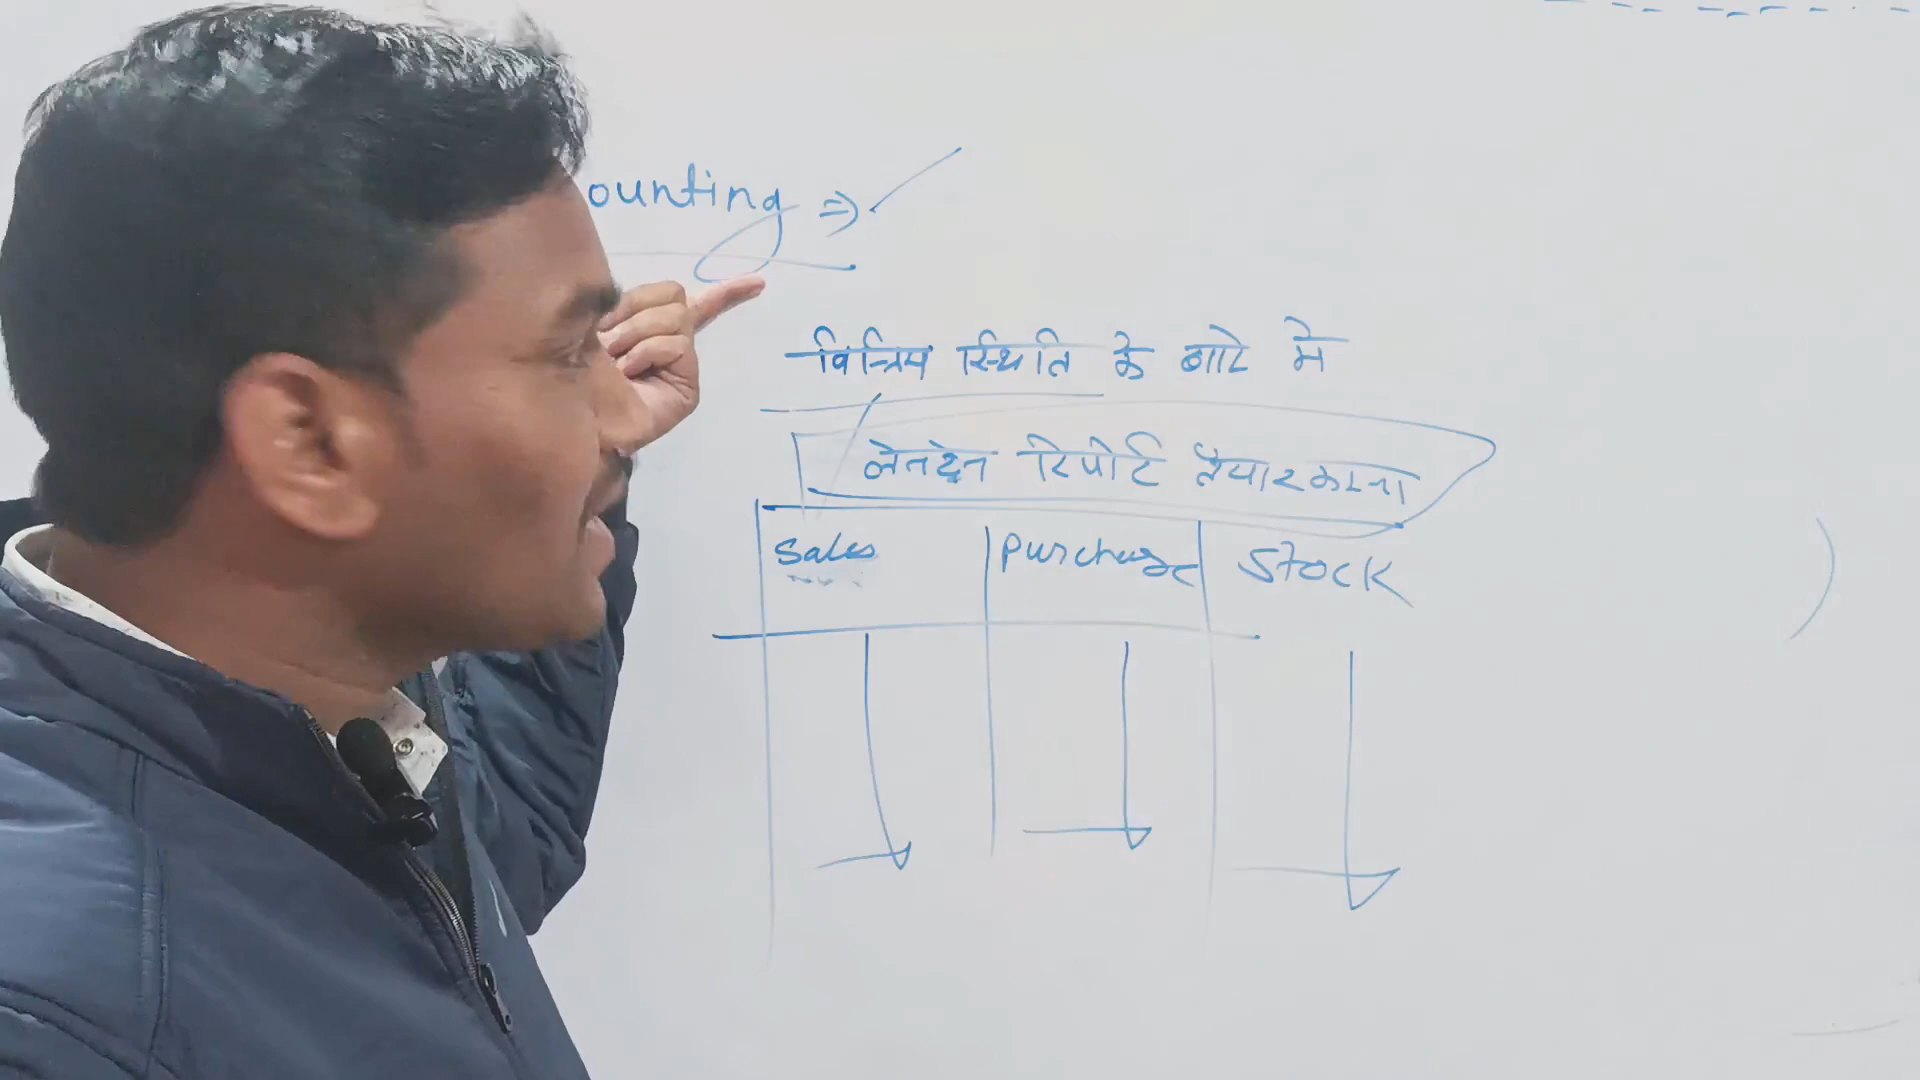 ounting ⇒
वित्तिय स्थिति के बारे में
लेनदेन रिपोर्ट तैयार करना
Sales Purchase Stock